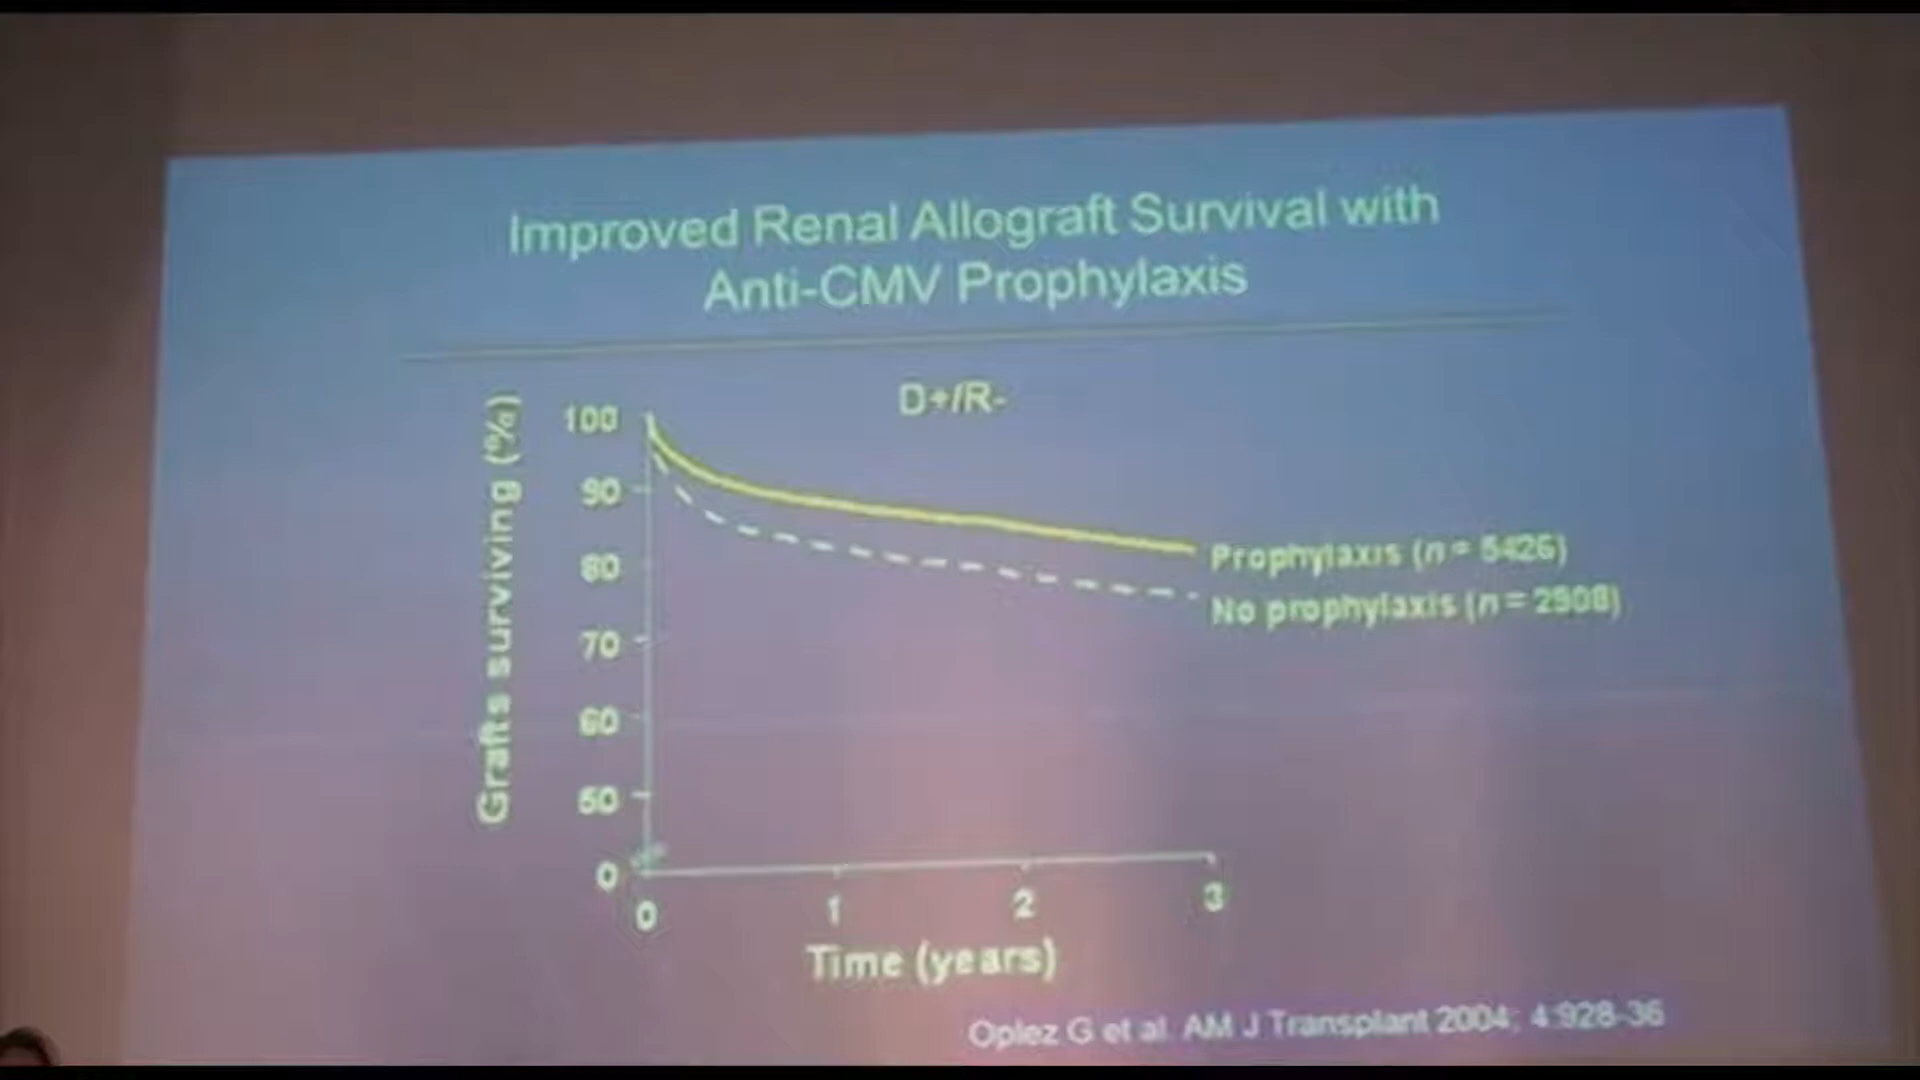 Improved Renal Allograft Survival with
Anti-CMV Prophylaxis
D+/R-
Grafts surviving (%)
100
90
80
70
60
50
0
Prophylaxis (n = 5426)
No prophylaxis (n = 2908)
0 1 2 3
Time (years)
Oplez G et al. AM J Transplant 2004; 4:928-36